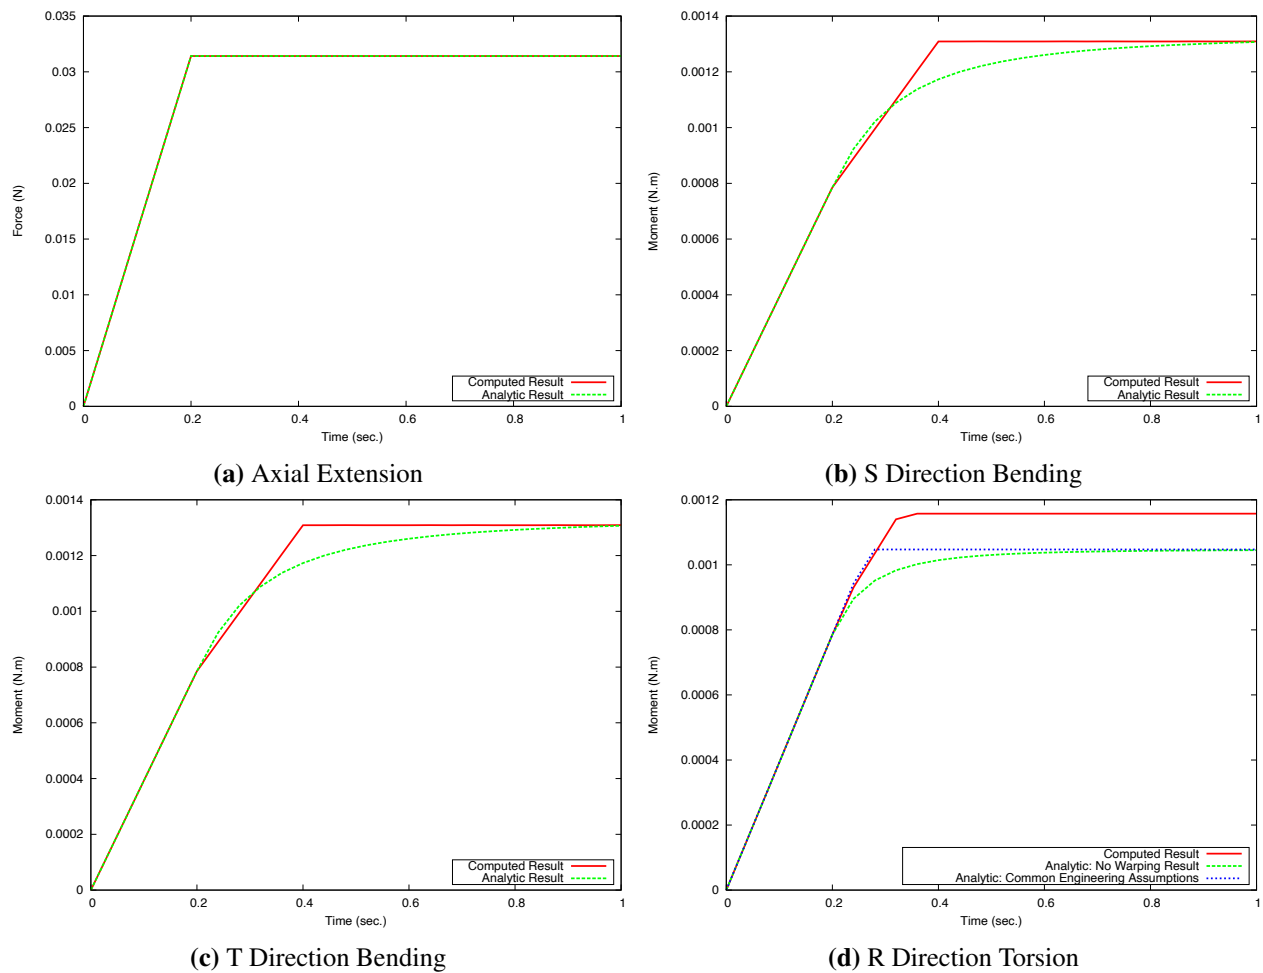 0.035
0.03
0.025
0.02
0.015
0.01
0.005
0
Force (N)
0 0.2 0.4 0.6 0.8 1
Time (sec.)
Computed Result
Analytic Result
(a) Axial Extension
0.0014
0.0012
0.001
0.0008
0.0006
0.0004
0.0002
0
Moment (N.m)
0 0.2 0.4 0.6 0.8 1
Time (sec.)
Computed Result
Analytic Result
(b) S Direction Bending
0.0014
0.0012
0.001
0.0008
0.0006
0.0004
0.0002
0
Moment (N.m)
0 0.2 0.4 0.6 0.8 1
Time (sec.)
Computed Result
Analytic Result
(c) T Direction Bending
0.0012
0.001
0.0008
0.0006
0.0004
0.0002
0
Moment (N.m)
0 0.2 0.4 0.6 0.8 1
Time (sec.)
Computed Result
Analytic: No Warping Result
Analytic: Common Engineering Assumptions
(d) R Direction Torsion